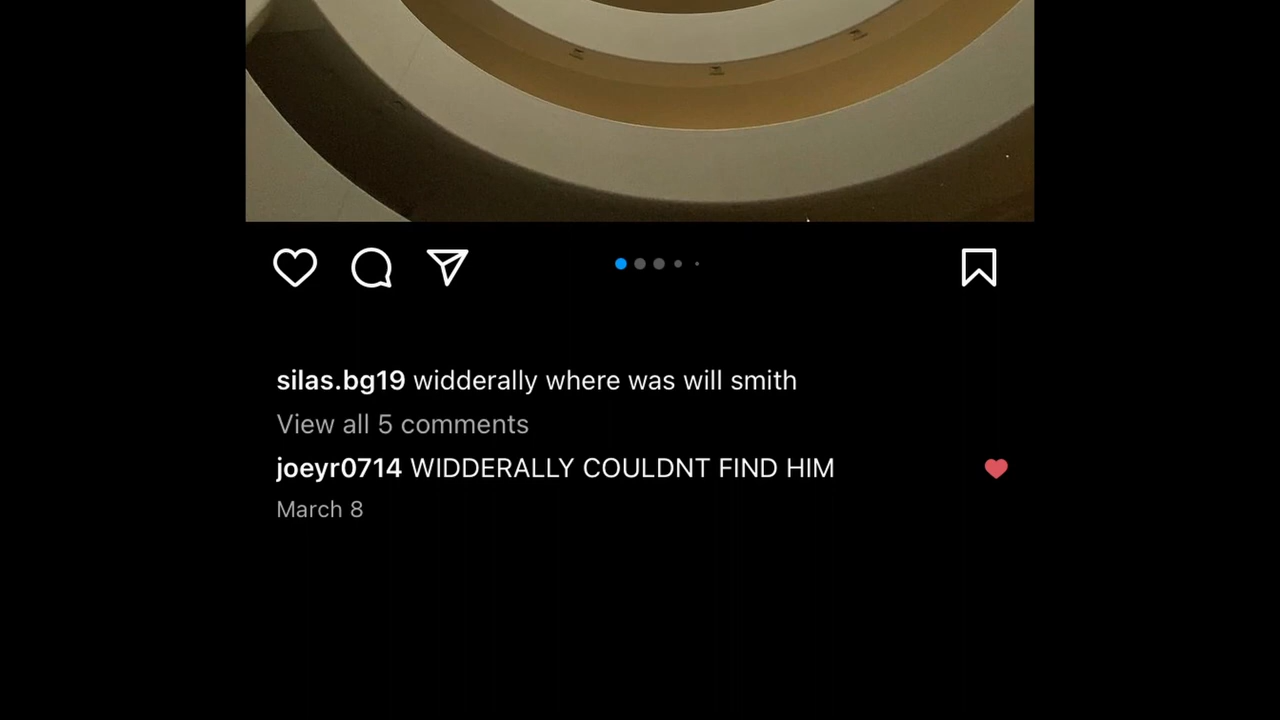 silas.bg19 widderally where was will smith
View all 5 comments
joeyr0714 WIDDERALLY COULDNT FIND HIM
March 8